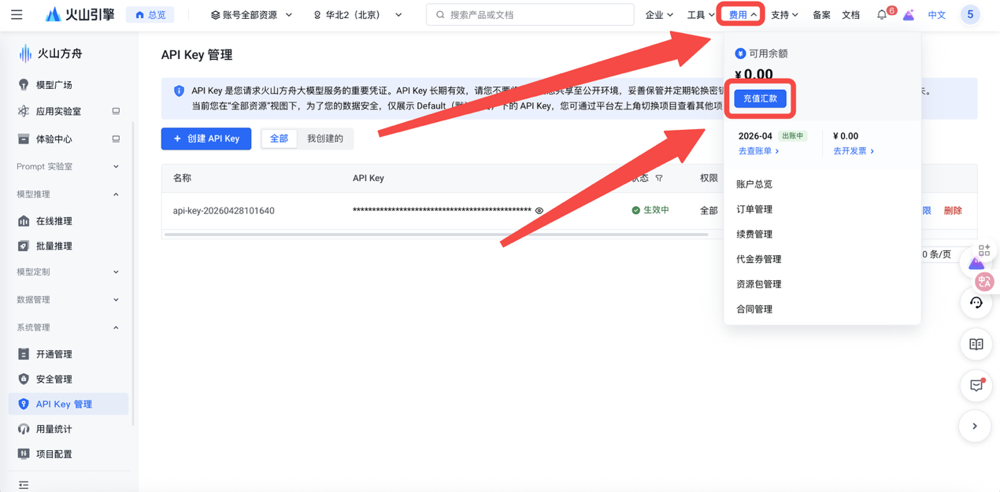 火山引擎 总览 账号全部资源 华北2（北京） 搜索产品或文档 企业 工具 费用 支持 备案 文档 6 中文 5
火山方舟
模型广场
应用实验室
体验中心
Prompt 实验室
模型推理
在线推理
批量推理
模型定制
数据管理
系统管理
开通管理
安全管理
API Key 管理
用量统计
项目配置
API Key 管理
API Key 是您请求火山方舟大模型服务的重要凭证。API Key 长期有效，请您不要
共享至公开环境，妥善保管并定期轮换密钥
当前您在“全部资源”视图下，为了您的数据安全，仅展示 Default
下的 API Key，您可通过平台左上角切换项目查看其他项
+ 创建 API Key 全部 我创建的
名称 API Key 状态 权限
api-key-20260428101640 *********************************************** 生效中 全部 限 删除
0 条/页
可用余额
¥ 0.00
充值汇款
2026-04 出账中 ¥ 0.00
去查账单 › 去开发票 ›
账户总览
订单管理
续费管理
代金券管理
资源包管理
合同管理